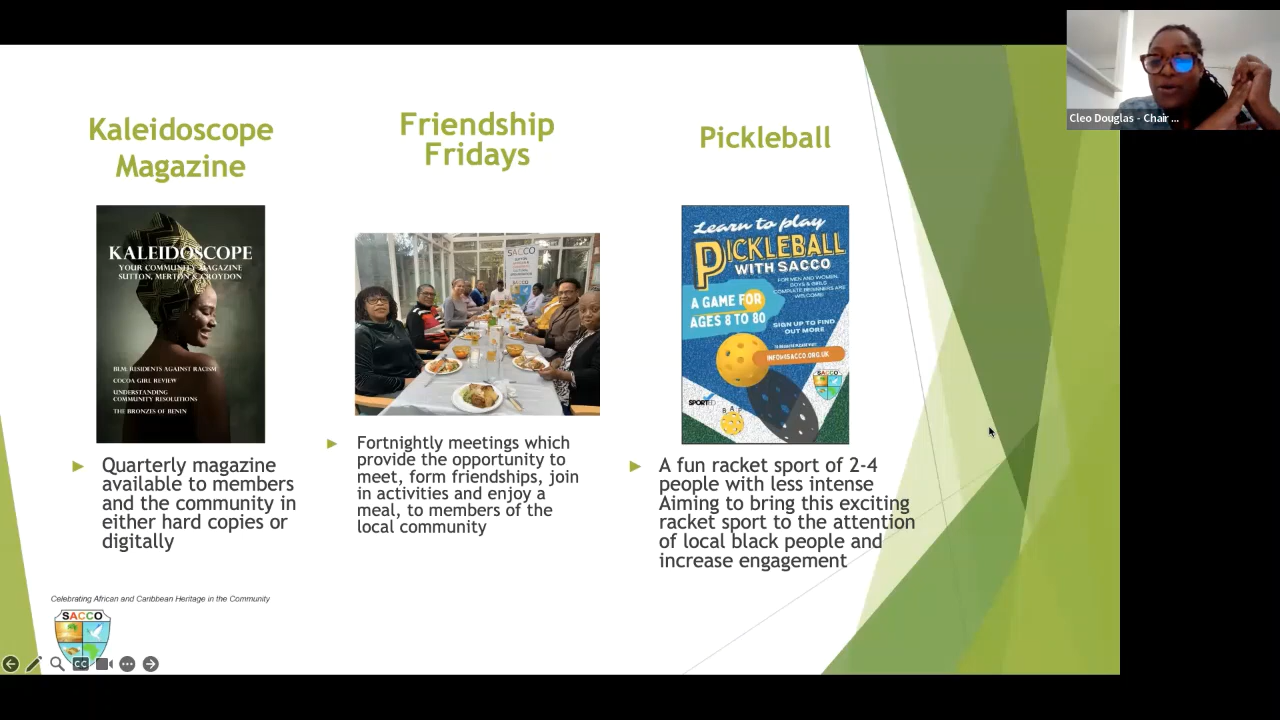 Cleo Douglas - Chair ...
Kaleidoscope
Magazine
KALEIDOSCOPE
YOUR COMMUNITY MAGAZINE
SUTTON, MERTON & CROYDON
BLM, RESIDENTS AGAINST RACISM
COCOA GIRL REVIEW
UNDERSTANDING
COMMUNITY RESOLUTIONS
THE BRONZES OF BENIN
Quarterly magazine
available to members
and the community in
either hard copies or
digitally
Friendship
Fridays
SACCO
Fortnightly meetings which
provide the opportunity to
meet, form friendships, join
in activities and enjoy a
meal, to members of the
local community
Pickleball
Learn to play
PICKLEBALL
WITH SACCO
FOR MEN AND WOMEN,
BOYS & GIRLS
COMPLETE BEGINNERS ARE
WELCOME!
A GAME FOR
AGES 8 TO 80
SIGN UP TO FIND
OUT MORE
INFO@SACCO.ORG.UK
SACCO
SPORTED
A fun racket sport of 2-4
people with less intense
Aiming to bring this exciting
racket sport to the attention
of local black people and
increase engagement
Celebrating African and Caribbean Heritage in the Community
SACCO
CC